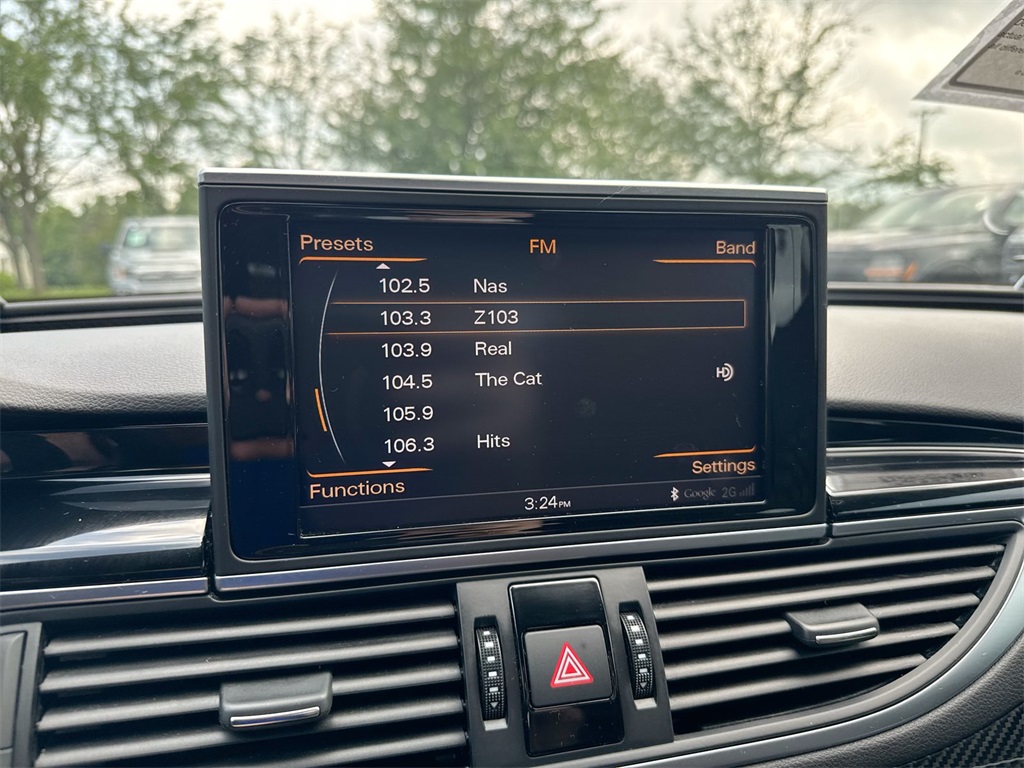 Presets FM Band
102.5 Nas
103.3 Z103
103.9 Real
104.5 The Cat HD
105.9
106.3 Hits
Functions Settings
3:24PM Google 2G